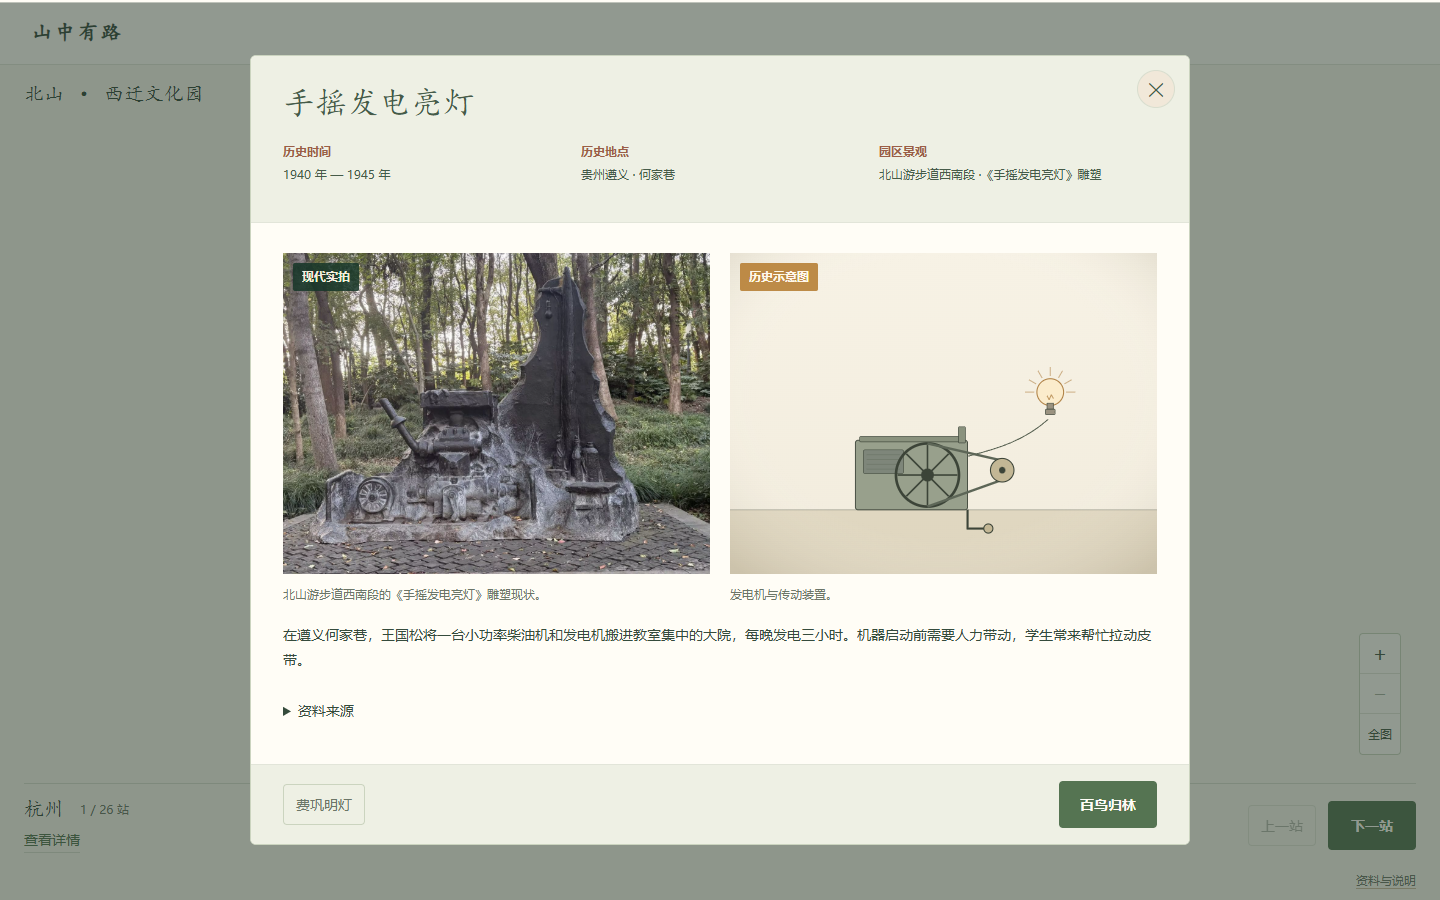 山中有路
北山 • 西迁文化园
手摇发电亮灯
历史时间
1940 年 — 1945 年
历史地点
贵州遵义 · 何家巷
园区景观
北山游步道西南段 ·《手摇发电亮灯》雕塑
现代实拍
历史示意图
北山游步道西南段的《手摇发电亮灯》雕塑现状。
发电机与传动装置。
在遵义何家巷，王国松将一台小功率柴油机和发电机搬进教室集中的大院，每晚发电三小时。机器启动前需要人力带动，学生常来帮忙拉动皮
带。
▶ 资料来源
费巩明灯
百鸟归林
+
−
全图
杭州 1 / 26 站
查看详情
上一站
下一站
资料与说明